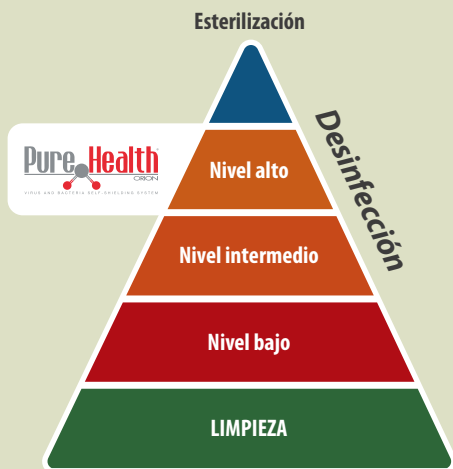 Esterilización
Desinfección
Pure Health
ORION
VIRUS AND BACTERIA SELF-SHIELDING SYSTEM
Nivel alto
Nivel intermedio
Nivel bajo
LIMPIEZA